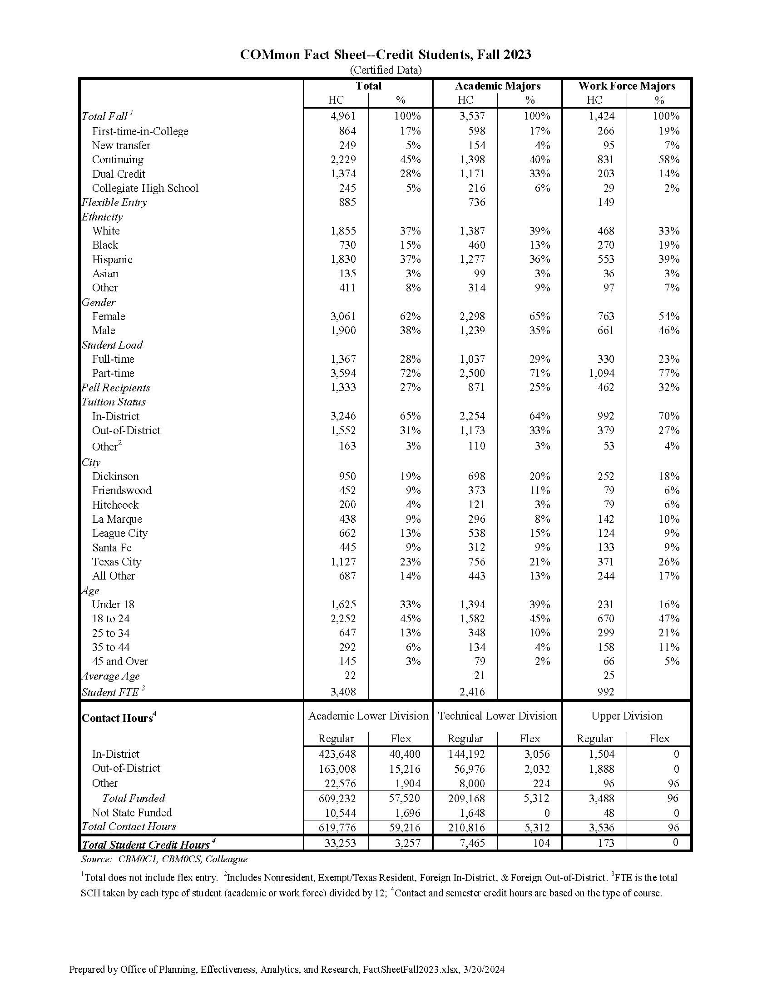 COMmon Fact Sheet--Credit Students, Fall 2023
(Certified Data)
Total Academic Majors Work Force Majors
HC % HC % HC %
Total Fall 1 4,961 100% 3,537 100% 1,424 100%
First-time-in-College 864 17% 598 17% 266 19%
New transfer 249 5% 154 4% 95 7%
Continuing 2,229 45% 1,398 40% 831 58%
Dual Credit 1,374 28% 1,171 33% 203 14%
Collegiate High School 245 5% 216 6% 29 2%
Flexible Entry 885 736 149
Ethnicity
White 1,855 37% 1,387 39% 468 33%
Black 730 15% 460 13% 270 19%
Hispanic 1,830 37% 1,277 36% 553 39%
Asian 135 3% 99 3% 36 3%
Other 411 8% 314 9% 97 7%
Gender
Female 3,061 62% 2,298 65% 763 54%
Male 1,900 38% 1,239 35% 661 46%
Student Load
Full-time 1,367 28% 1,037 29% 330 23%
Part-time 3,594 72% 2,500 71% 1,094 77%
Pell Recipients 1,333 27% 871 25% 462 32%
Tuition Status
In-District 3,246 65% 2,254 64% 992 70%
Out-of-District 1,552 31% 1,173 33% 379 27%
Other2 163 3% 110 3% 53 4%
City
Dickinson 950 19% 698 20% 252 18%
Friendswood 452 9% 373 11% 79 6%
Hitchcock 200 4% 121 3% 79 6%
La Marque 438 9% 296 8% 142 10%
League City 662 13% 538 15% 124 9%
Santa Fe 445 9% 312 9% 133 9%
Texas City 1,127 23% 756 21% 371 26%
All Other 687 14% 443 13% 244 17%
Age
Under 18 1,625 33% 1,394 39% 231 16%
18 to 24 2,252 45% 1,582 45% 670 47%
25 to 34 647 13% 348 10% 299 21%
35 to 44 292 6% 134 4% 158 11%
45 and Over 145 3% 79 2% 66 5%
Average Age 22 21 25
Student FTE 3 3,408 2,416 992
Contact Hours4 Academic Lower Division Technical Lower Division Upper Division
Regular Flex Regular Flex Regular Flex
In-District 423,648 40,400 144,192 3,056 1,504 0
Out-of-District 163,008 15,216 56,976 2,032 1,888 0
Other 22,576 1,904 8,000 224 96 96
Total Funded 609,232 57,520 209,168 5,312 3,488 96
Not State Funded 10,544 1,696 1,648 0 48 0
Total Contact Hours 619,776 59,216 210,816 5,312 3,536 96
Total Student Credit Hours 4 33,253 3,257 7,465 104 173 0
Source: CBM0C1, CBM0CS, Colleague
1Total does not include flex entry. 2Includes Nonresident, Exempt/Texas Resident, Foreign In-District, & Foreign Out-of-District. 3FTE is the total
SCH taken by each type of student (academic or work force) divided by 12; 4Contact and semester credit hours are based on the type of course.
Prepared by Office of Planning, Effectiveness, Analytics, and Research, FactSheetFall2023.xlsx, 3/20/2024